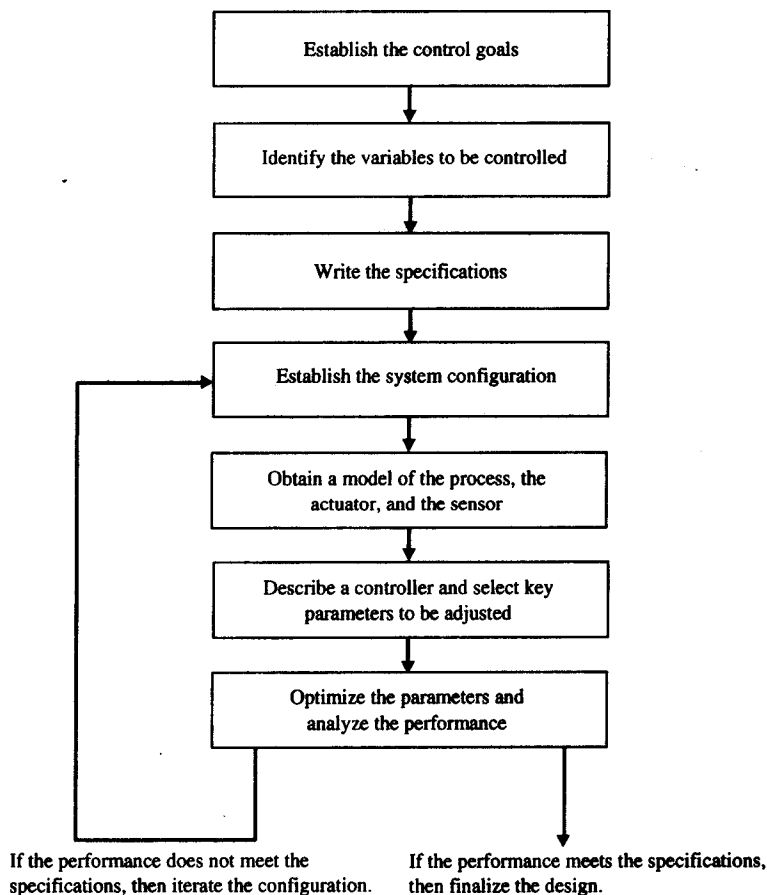 Establish the control goals
Identify the variables to be controlled
Write the specifications
Establish the system configuration
Obtain a model of the process, the
actuator, and the sensor
Describe a controller and select key
parameters to be adjusted
Optimize the parameters and
analyze the performance
If the performance does not meet the
specifications, then iterate the configuration.
If the performance meets the specifications,
then finalize the design.